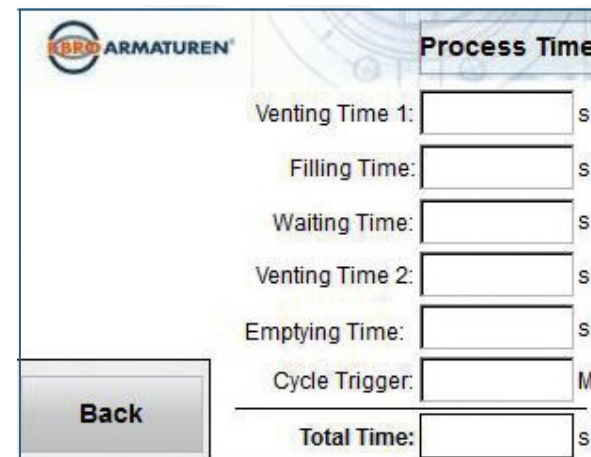 EBRO ARMATUREN®
Process Time
Venting Time 1: s
Filling Time: s
Waiting Time: s
Venting Time 2: s
Emptying Time: s
Cycle Trigger: M
Back
Total Time: s